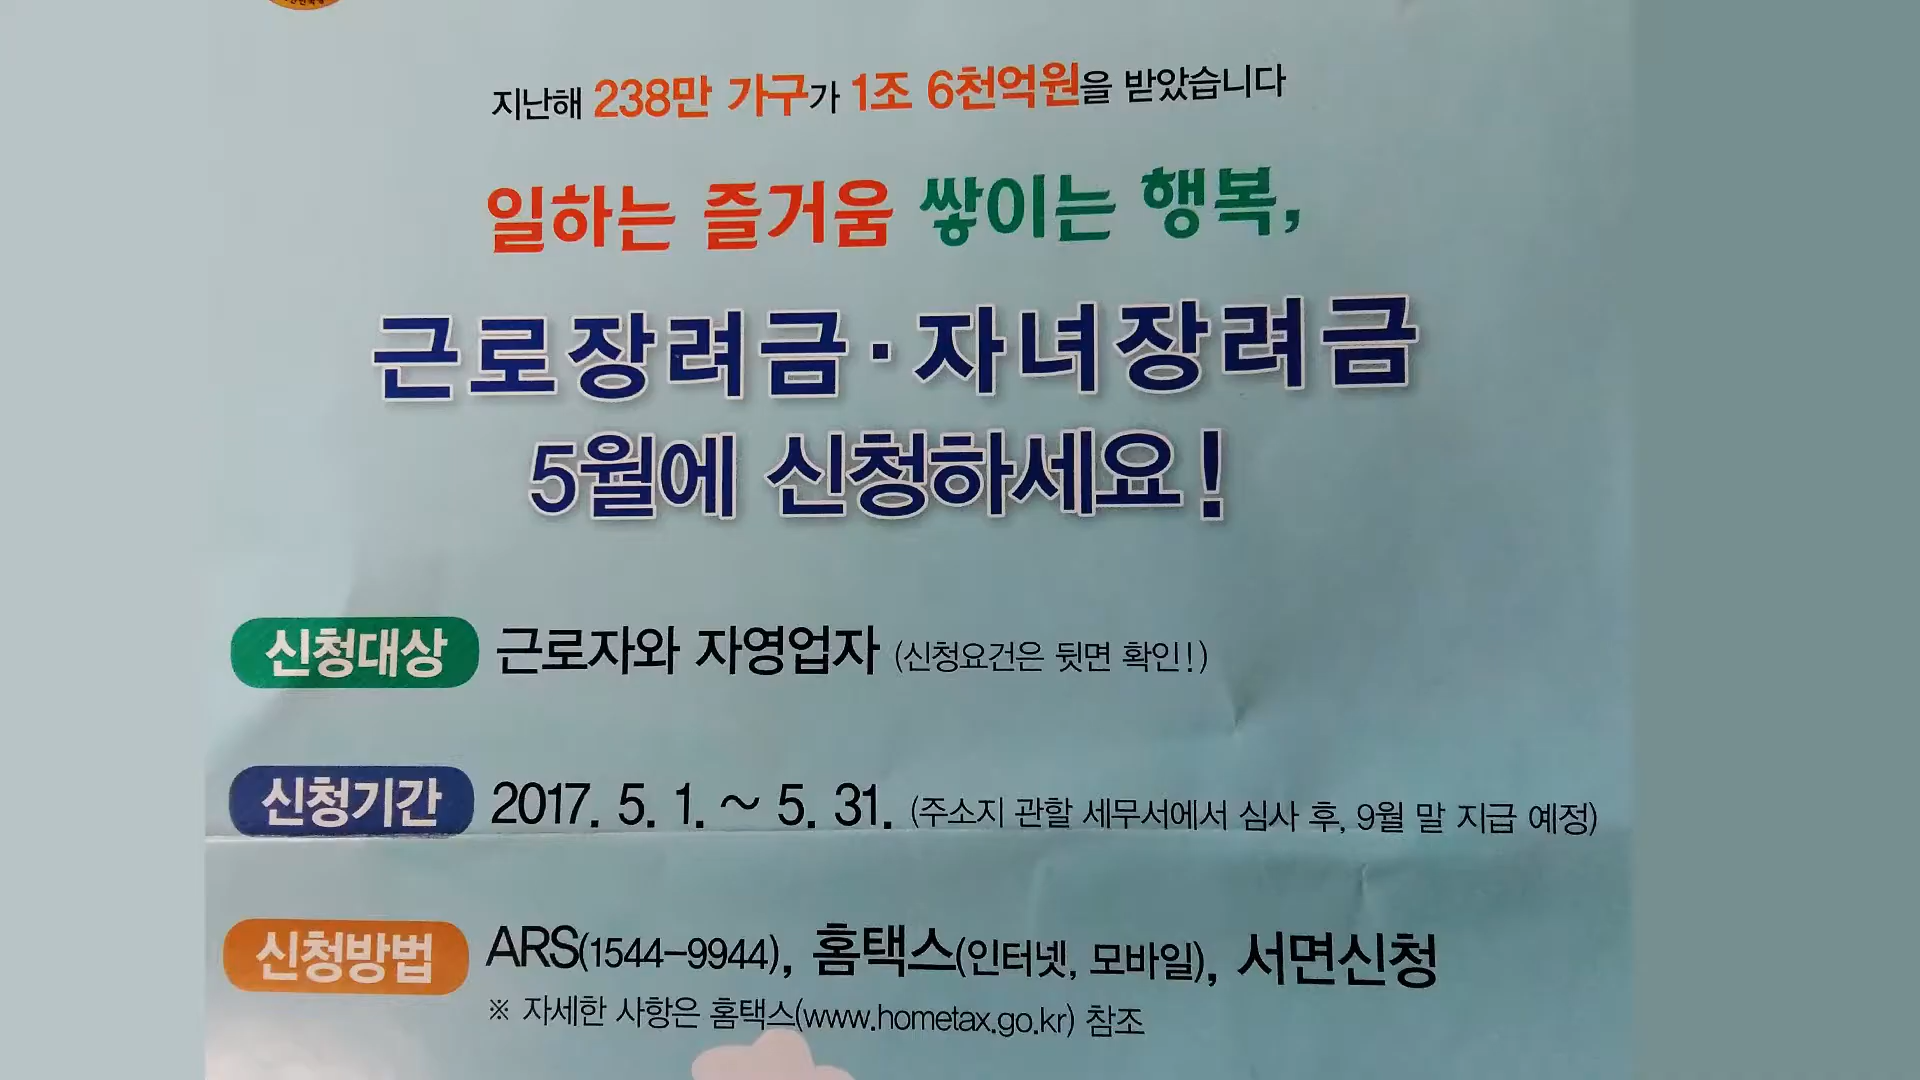 지난해 238만 가구가 1조 6천억원을 받았습니다
일하는 즐거움 쌓이는 행복,
근로장려금·자녀장려금
5월에 신청하세요!
신청대상 근로자와 자영업자 (신청요건은 뒷면 확인!)
신청기간 2017. 5. 1. ~ 5. 31. (주소지 관할 세무서에서 심사 후, 9월 말 지급 예정)
신청방법 ARS(1544-9944), 홈택스(인터넷, 모바일), 서면신청
※ 자세한 사항은 홈택스(www.hometax.go.kr) 참조